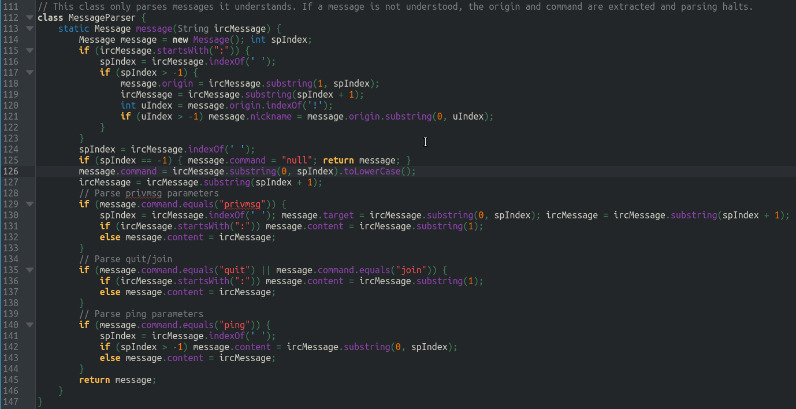 111 // This class only parses messages it understands. If a message is not understood, the origin and command are extracted and parsing halts.
112 class MessageParser {
113 static Message message(String ircMessage) {
114 Message message = new Message(); int spIndex;
115 if (ircMessage.startsWith(":")) {
116 spIndex = ircMessage.indexOf(' ');
117 if (spIndex > -1) {
118 message.origin = ircMessage.substring(1, spIndex);
119 ircMessage = ircMessage.substring(spIndex + 1);
120 int uIndex = message.origin.indexOf('!');
121 if (uIndex > -1) message.nickname = message.origin.substring(0, uIndex);
122 }
123 }
124 spIndex = ircMessage.indexOf(' ');
125 if (spIndex == -1) { message.command = "null"; return message; }
126 message.command = ircMessage.substring(0, spIndex).toLowerCase();
127 ircMessage = ircMessage.substring(spIndex + 1);
128 // Parse privmsg parameters
129 if (message.command.equals("privmsg")) {
130 spIndex = ircMessage.indexOf(' '); message.target = ircMessage.substring(0, spIndex); ircMessage = ircMessage.substring(spIndex + 1);
131 if (ircMessage.startsWith(":")) message.content = ircMessage.substring(1);
132 else message.content = ircMessage;
133 }
134 // Parse quit/join
135 if (message.command.equals("quit") || message.command.equals("join")) {
136 if (ircMessage.startsWith(":")) message.content = ircMessage.substring(1);
137 else message.content = ircMessage;
138 }
139 // Parse ping parameters
140 if (message.command.equals("ping")) {
141 spIndex = ircMessage.indexOf(' ');
142 if (spIndex > -1) message.content = ircMessage.substring(0, spIndex);
143 else message.content = ircMessage;
144 }
145 return message;
146 }
147 }